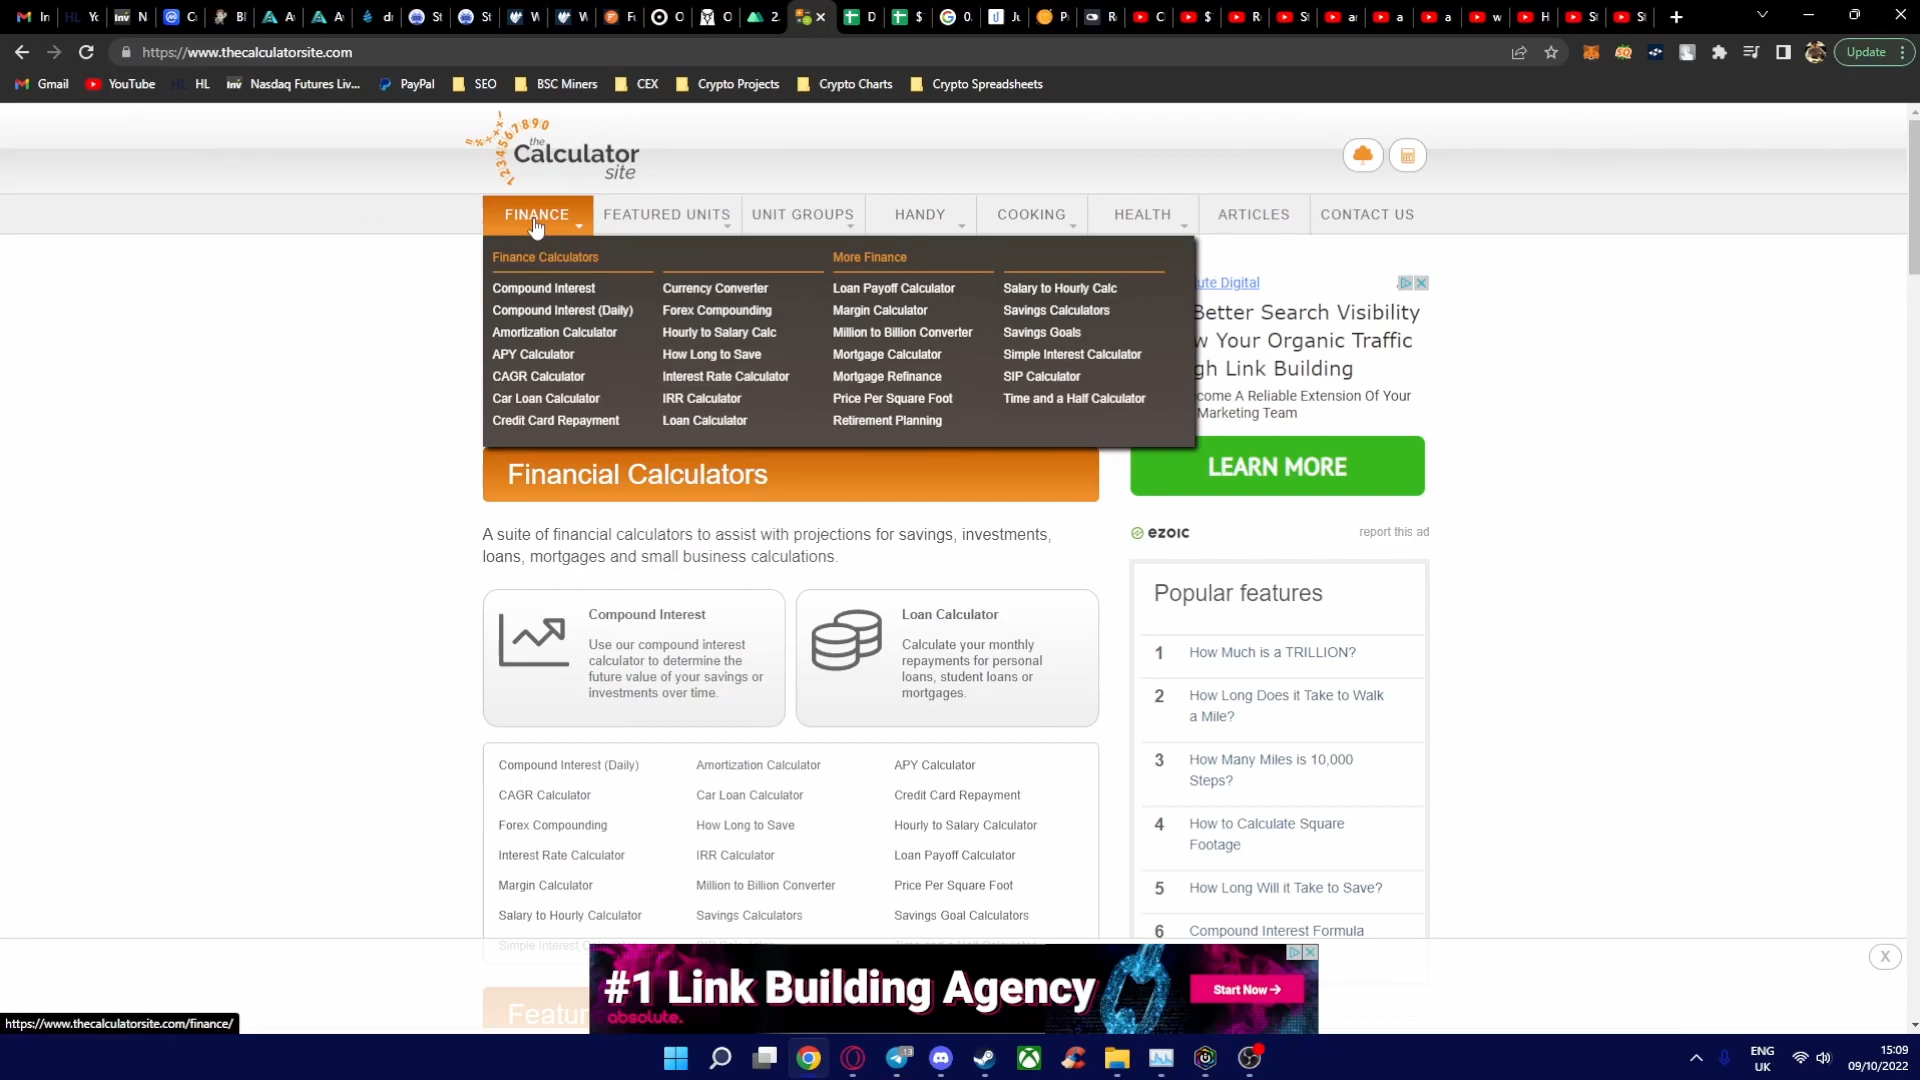 https://www.thecalculatorsite.com
Update
Gmail YouTube HL Nasdaq Futures Liv... PayPal SEO BSC Miners CEX Crypto Projects Crypto Charts Crypto Spreadsheets
the
Calculator
site
FINANCE FEATURED UNITS UNIT GROUPS HANDY COOKING HEALTH ARTICLES CONTACT US
Finance Calculators More Finance
Compound Interest Currency Converter Loan Payoff Calculator Salary to Hourly Calc
Compound Interest (Daily) Forex Compounding Margin Calculator Savings Calculators
Amortization Calculator Hourly to Salary Calc Million to Billion Converter Savings Goals
APY Calculator How Long to Save Mortgage Calculator Simple Interest Calculator
CAGR Calculator Interest Rate Calculator Mortgage Refinance SIP Calculator
Car Loan Calculator IRR Calculator Price Per Square Foot Time and a Half Calculator
Credit Card Repayment Loan Calculator Retirement Planning
ute Digital
Better Search Visibility
w Your Organic Traffic
gh Link Building
come A Reliable Extension Of Your
Marketing Team
LEARN MORE
ezoic report this ad
Financial Calculators
A suite of financial calculators to assist with projections for savings, investments,
loans, mortgages and small business calculations.
Compound Interest
Use our compound interest
calculator to determine the
future value of your savings or
investments over time.
Loan Calculator
Calculate your monthly
repayments for personal
loans, student loans or
mortgages.
Compound Interest (Daily) Amortization Calculator APY Calculator
CAGR Calculator Car Loan Calculator Credit Card Repayment
Forex Compounding How Long to Save Hourly to Salary Calculator
Interest Rate Calculator IRR Calculator Loan Payoff Calculator
Margin Calculator Million to Billion Converter Price Per Square Foot
Salary to Hourly Calculator Savings Calculators Savings Goal Calculators
Simple Interest
Popular features
1 How Much is a TRILLION?
2 How Long Does it Take to Walk
a Mile?
3 How Many Miles is 10,000
Steps?
4 How to Calculate Square
Footage
5 How Long Will it Take to Save?
6 Compound Interest Formula
Featur
#1 Link Building Agency
absolute.
Start Now →
X
https://www.thecalculatorsite.com/finance/
13
ENG
UK
15:09
09/10/2022